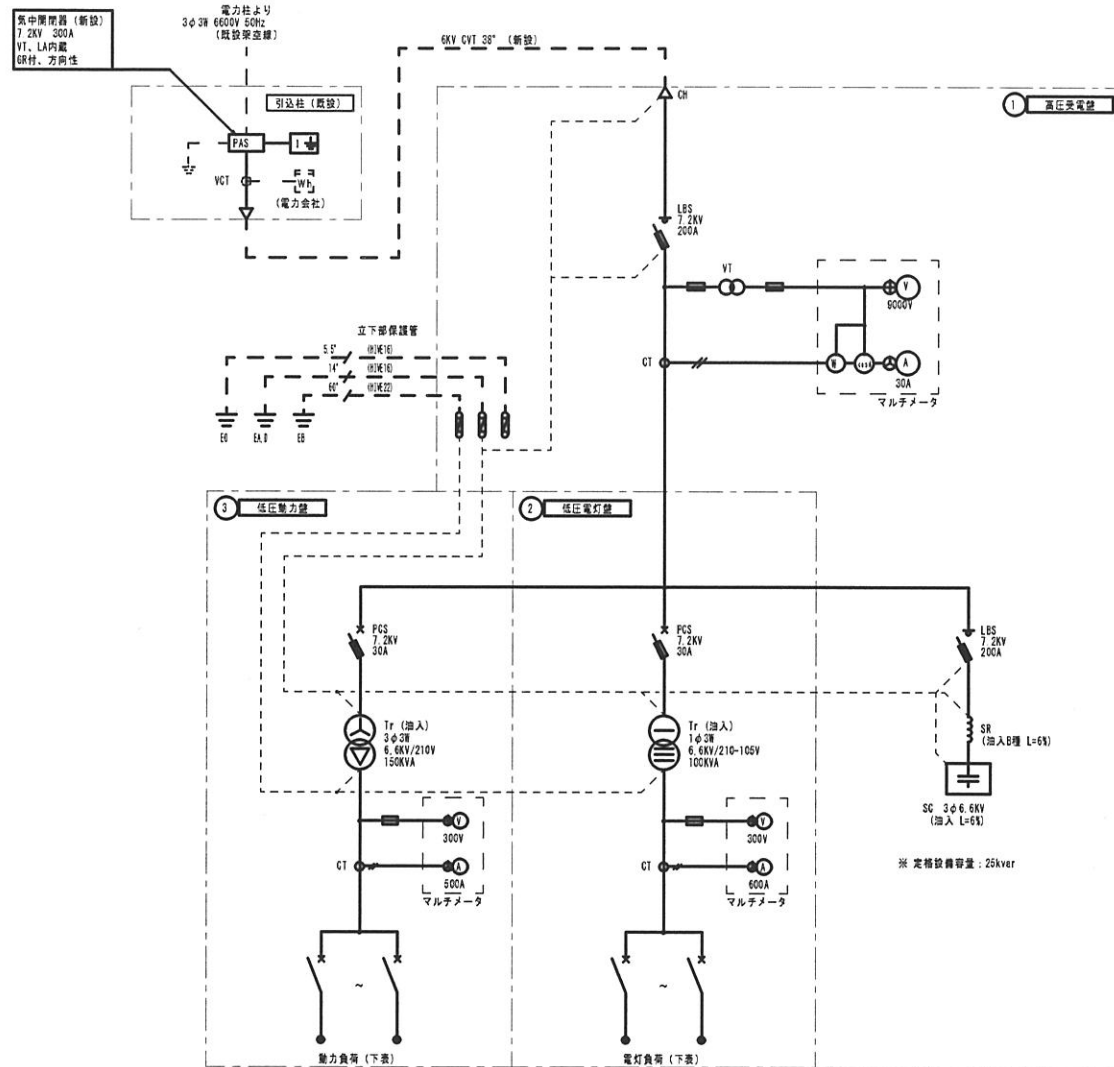 気中開閉器 (新設)
7.2KV 300A
VT、LA内蔵
GR付、方向性
電力柱より
3φ3W 6600V 50Hz
(既設架空線)
引込柱 (既設)
PAS
1
VCT
Wh
(電力会社)
6KV CVT 38° (新設)
CH
1
高圧受電盤
LBS
7.2KV
200A
VT
V
9000V
CT
W
cosφ
A
30A
マルチメータ
立下部保護管
5.5° (HIVE16)
14° (HIVE16)
60° (HIVE22)
EA.D
EB
3
低圧動力盤
2
低圧電灯盤
PCS
7.2KV
30A
PCS
7.2KV
30A
LBS
7.2KV
200A
Tr (油入)
3φ3W
6.6KV/210V
150KVA
Tr (油入)
1φ3W
6.6KV/210-105V
100KVA
SR
(油入B種 L=6%)
SC 3φ6.6KV
(油入 L=6%)
V
300V
CT
A
500A
マルチメータ
V
300V
CT
A
600A
マルチメータ
※ 定格設備容量:25kvar
~
~
動力負荷 (下表)
電灯負荷 (下表)